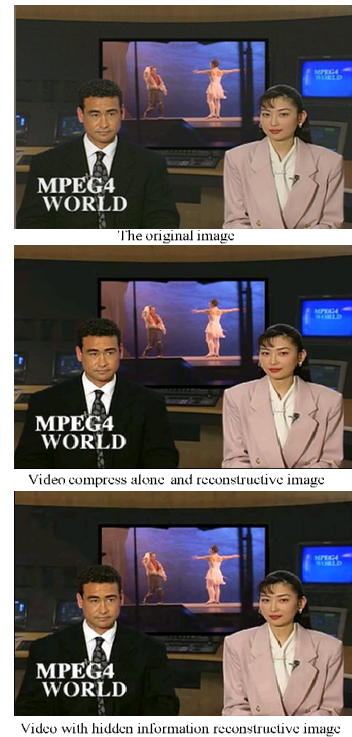 MPEG4
WORLD
MPEG4
WORLD
The original image
MPEG4
WORLD
MPEG4
WORLD
Video compress alone and reconstructive image
MPEG4
WORLD
MPEG4
WORLD
Video with hidden information reconstructive image